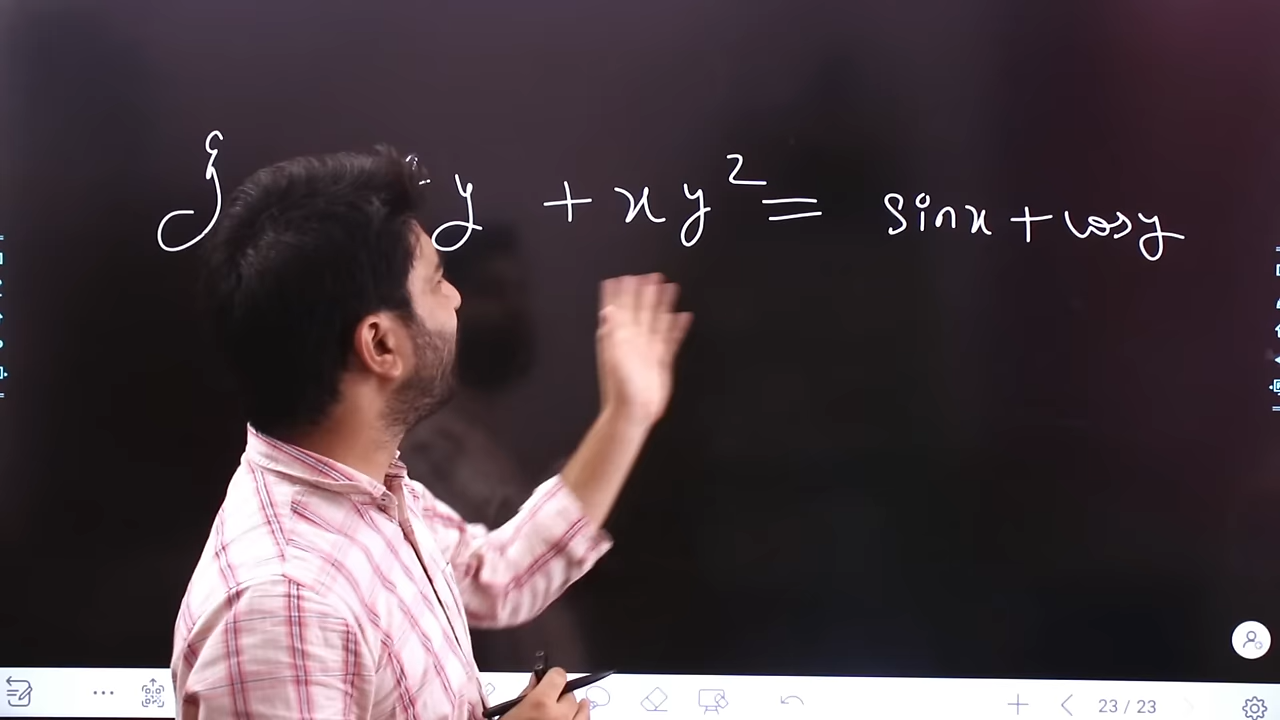 y + xy² = sinx + cosy
23 / 23